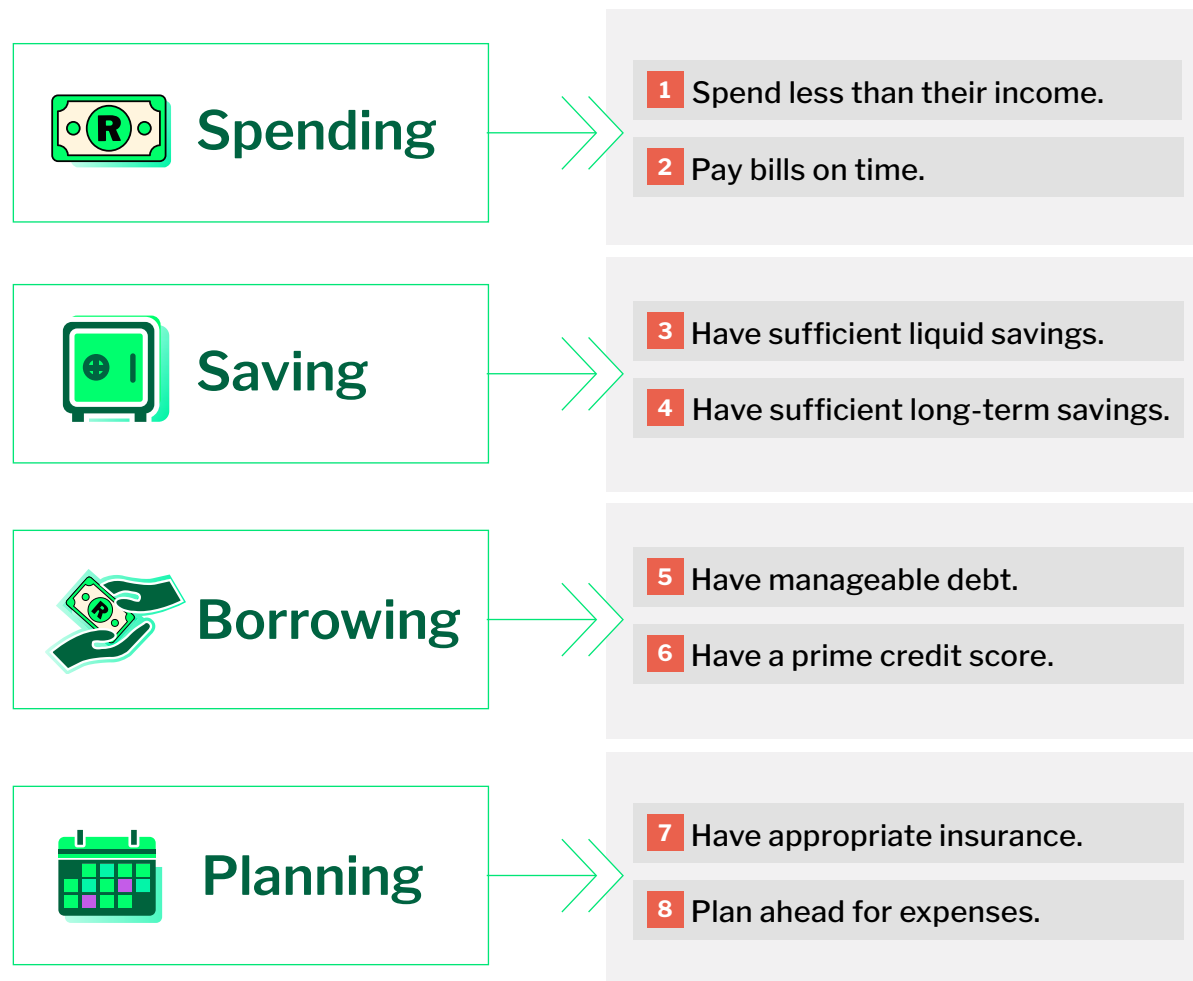 R
Spending
1 Spend less than their income.
2 Pay bills on time.
Saving
3 Have sufficient liquid savings.
4 Have sufficient long-term savings.
R
Borrowing
5 Have manageable debt.
6 Have a prime credit score.
Planning
7 Have appropriate insurance.
8 Plan ahead for expenses.